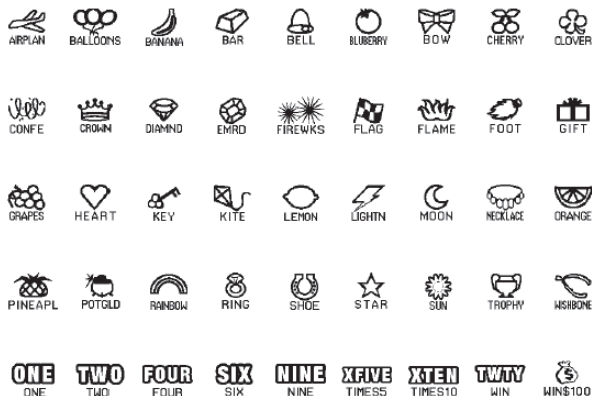 AIRPLAN BALLOONS BANANA BAR BELL BLUBERRY BOW CHERRY CLOVER
CONFE CROWN DIAMND EMRD FIREWKS FLAG FLAME FOOT GIFT
GRAPES HEART KEY KITE LEMON LIGHTN MOON NECKLACE ORANGE
PINEAPL POTGLD RAINBOW RING SHOE STAR SUN TROPHY WISHBONE
ONE TWO FOUR SIX NINE XFIVE XTEN TWTY $
ONE TWO FOUR SIX NINE TIMES5 TIMES10 WIN WIN$100